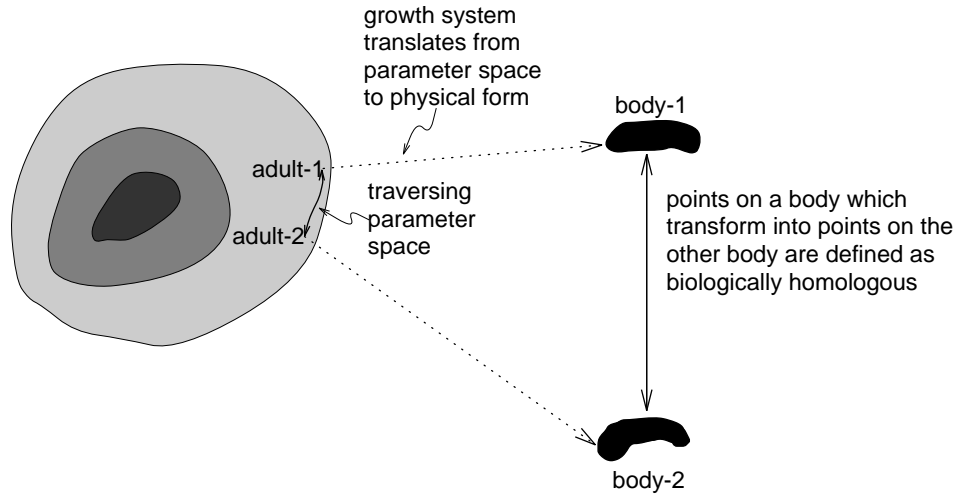 growth system
translates from
parameter space
to physical form
body-1
adult-1
traversing
parameter
space
adult-2
points on a body which
transform into points on the
other body are defined as
biologically homologous
body-2